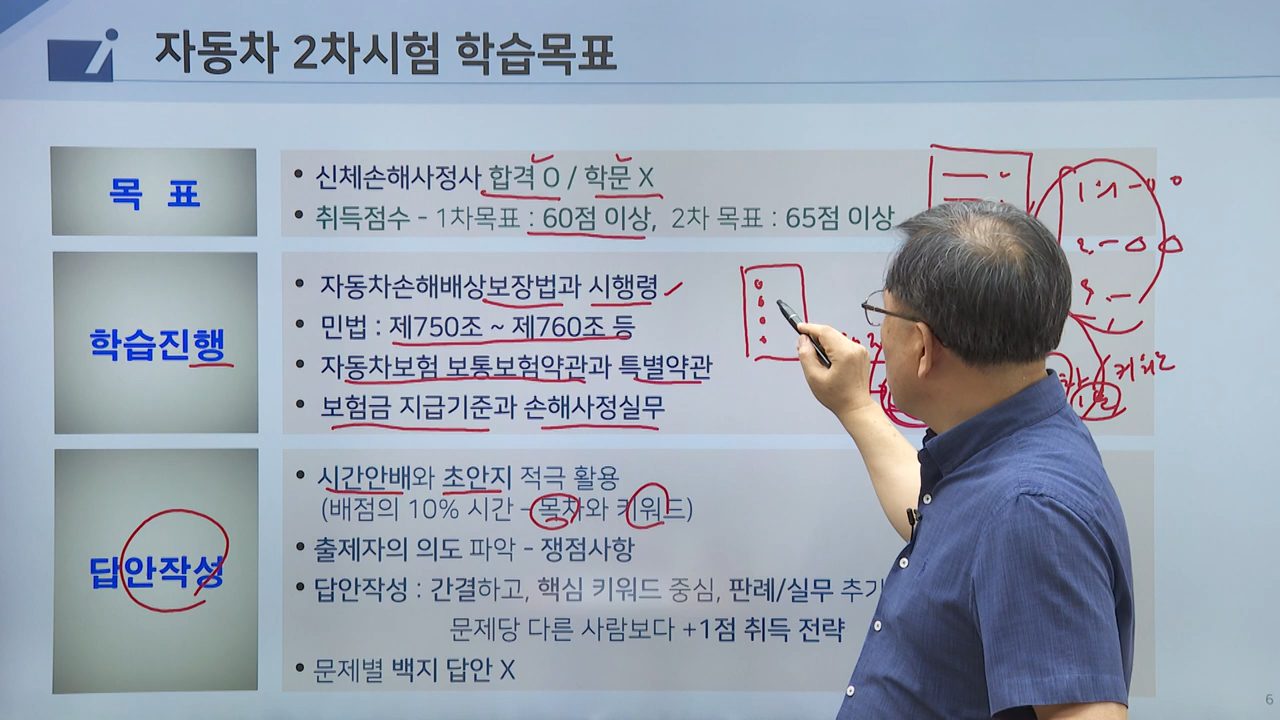 자동차 2차시험 학습목표
목 표
• 신체손해사정사 합격 O / 학문 X
• 취득점수 - 1차목표 : 60점 이상, 2차 목표 : 65점 이상
학습진행
• 자동차손해배상보장법과 시행령
• 민법 : 제750조 ~ 제760조 등
• 자동차보험 보통보험약관과 특별약관
• 보험금 지급기준과 손해사정실무
키워드
답안작성
• 시간안배와 초안지 적극 활용
(배점의 10% 시간 - 목차와 키워드)
• 출제자의 의도 파악 - 쟁점사항
• 답안작성 : 간결하고, 핵심 키워드 중심, 판례/실무 추가
문제당 다른 사람보다 +1점 취득 전략
• 문제별 백지 답안 X
6